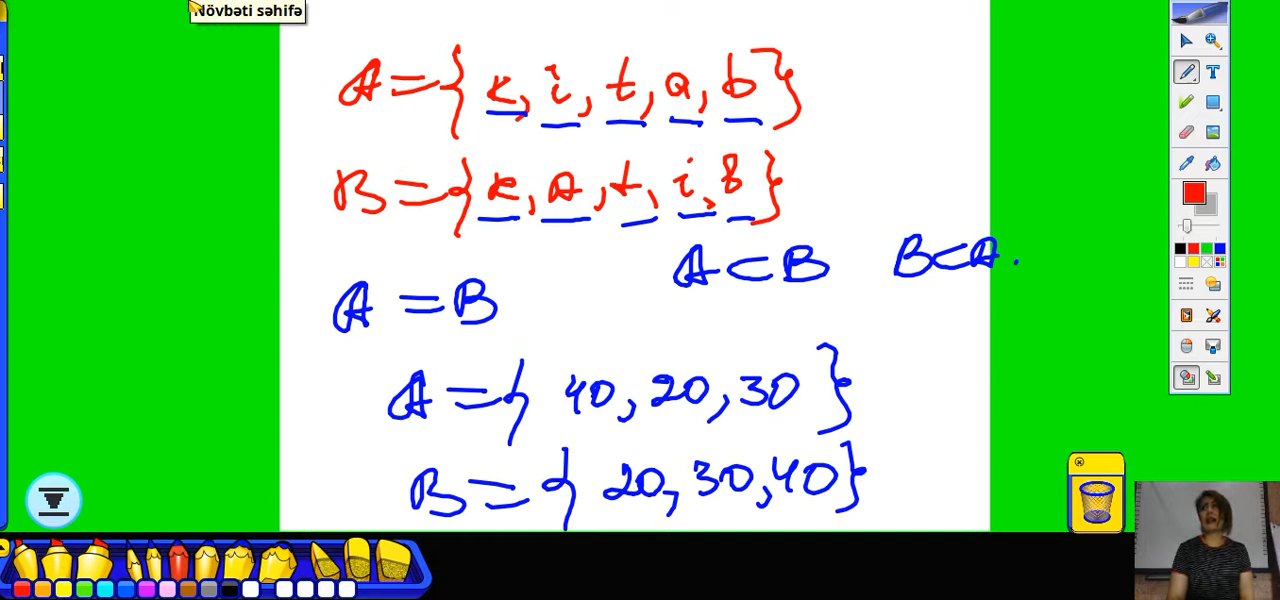 Növbəti səhifə
A={k, i, t, a, b}
B={k, a, t, i, b}
A⊂B B⊂A.
A=B
A={40, 20, 30}
B={20, 30, 40}